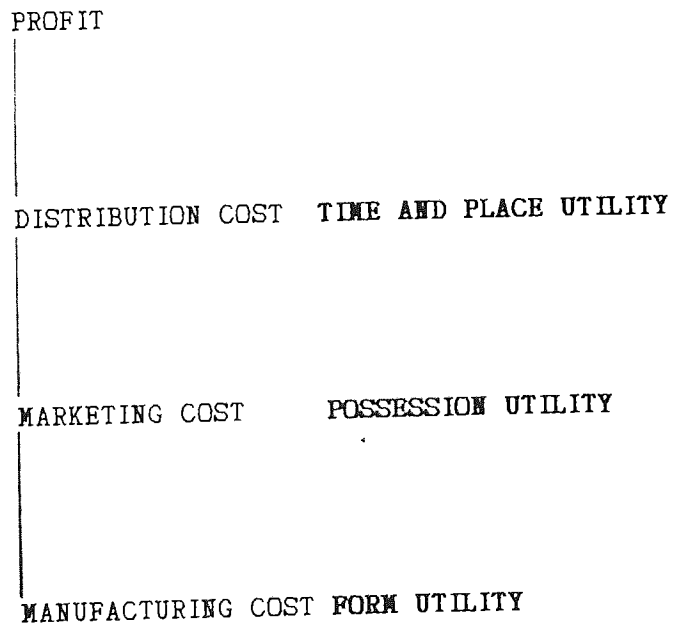 PROFIT
DISTRIBUTION COST TIME AND PLACE UTILITY
MARKETING COST POSSESSION UTILITY
MANUFACTURING COST FORM UTILITY